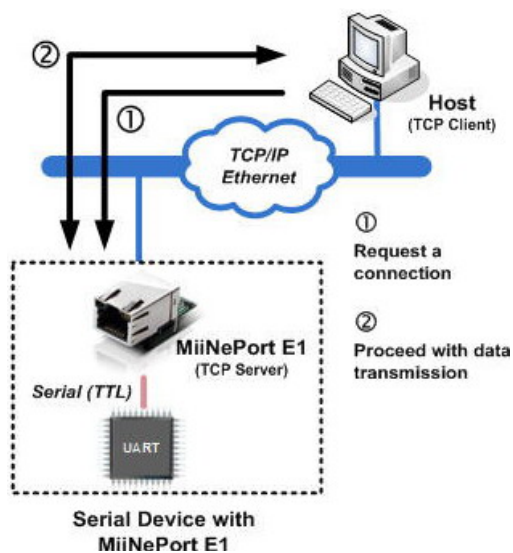 ②
①
Host
(TCP Client)
TCP/IP
Ethernet
①
Request a
connection
②
Proceed with data
transmission
MiiNePort E1
(TCP Server)
Serial (TTL)
UART
Serial Device with
MiiNePort E1